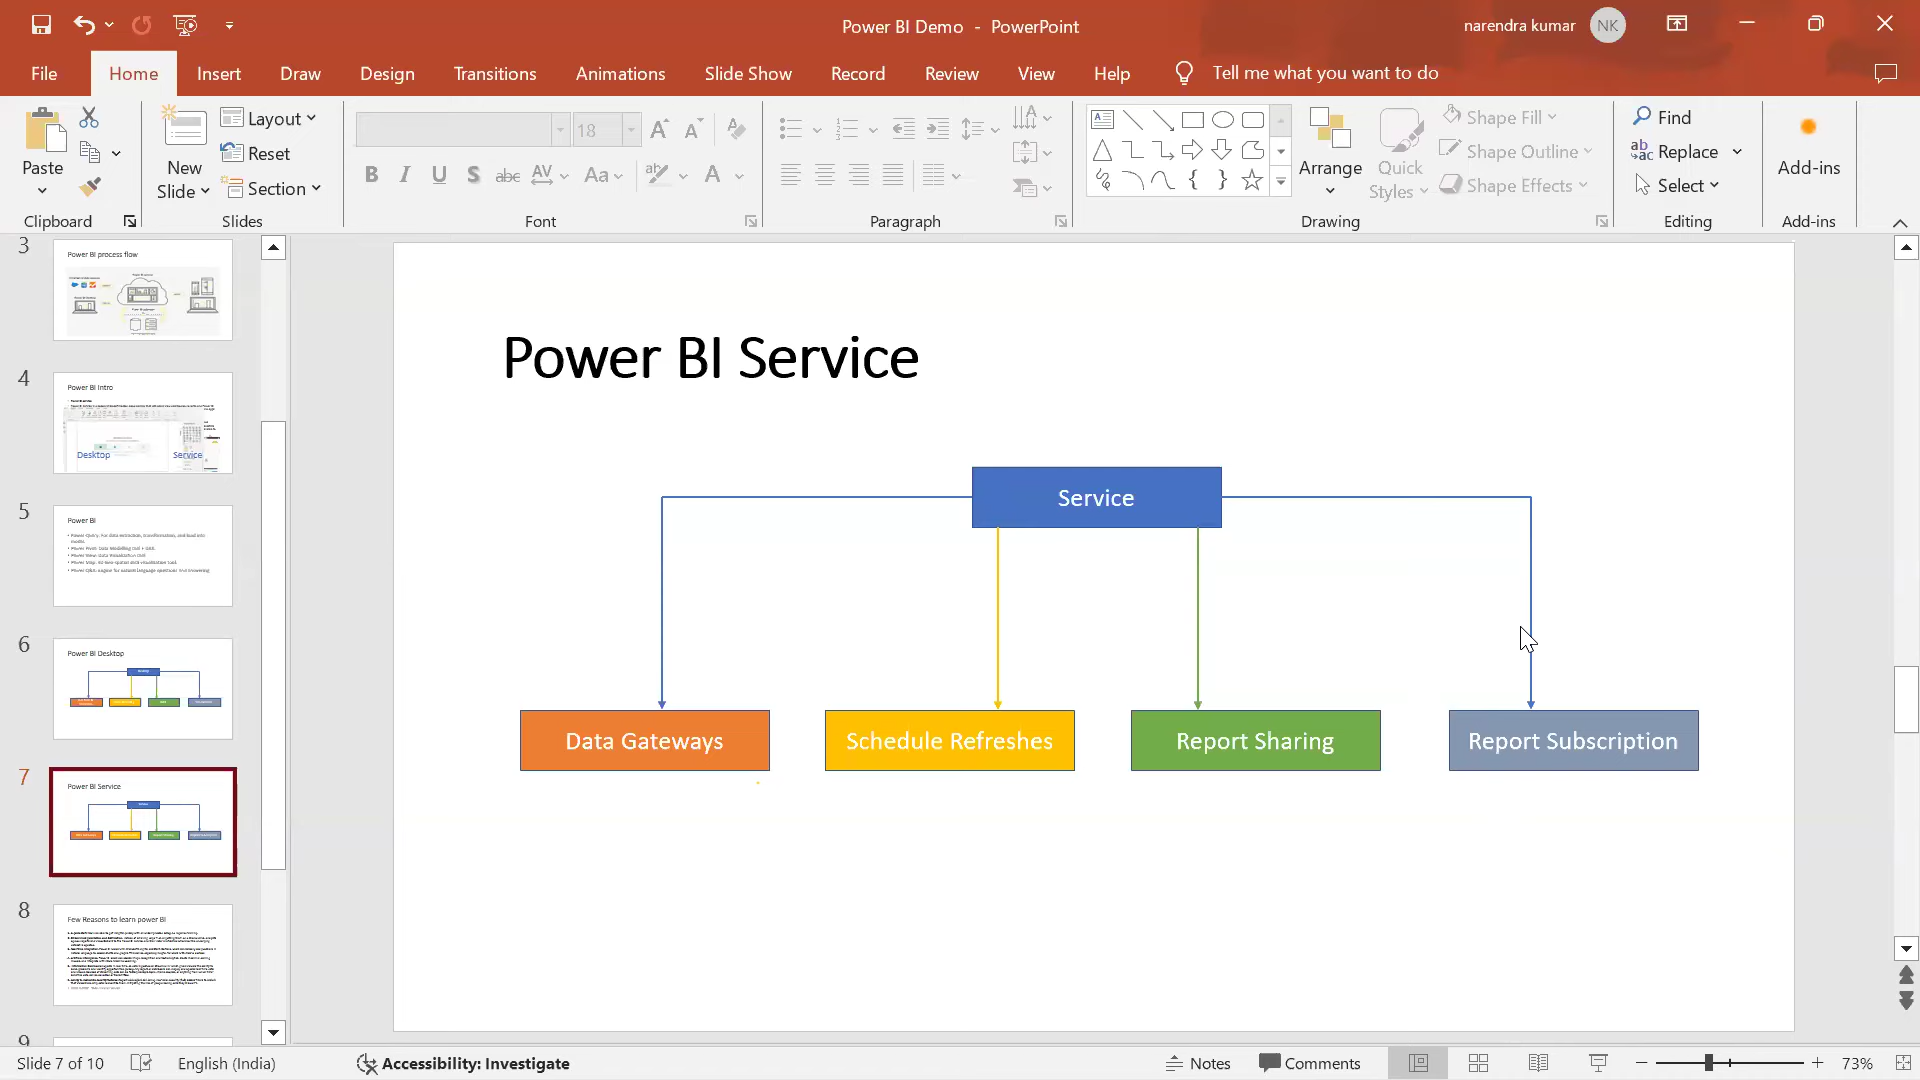 Power BI Demo - PowerPoint
narendra kumar NK
File Home Insert Draw Design Transitions Animations Slide Show Record Review View Help Tell me what you want to do
Paste
Clipboard
New Slide
Layout
Reset
Section
Slides
18
B I U S abc AV Aa A
Font
Paragraph
Arrange
Quick Styles
Shape Fill
Shape Outline
Shape Effects
Drawing
Find
Replace
Select
Editing
Add-ins
Add-ins
3
Power BI process flow
4
Power BI Intro
Desktop Service
5
Power BI
6
Power BI Desktop
7
Power BI Service
8
Few Reasons to learn power BI
9
Power BI Service
Service
Data Gateways Schedule Refreshes Report Sharing Report Subscription
Slide 7 of 10 English (India) Accessibility: Investigate Notes Comments 73%